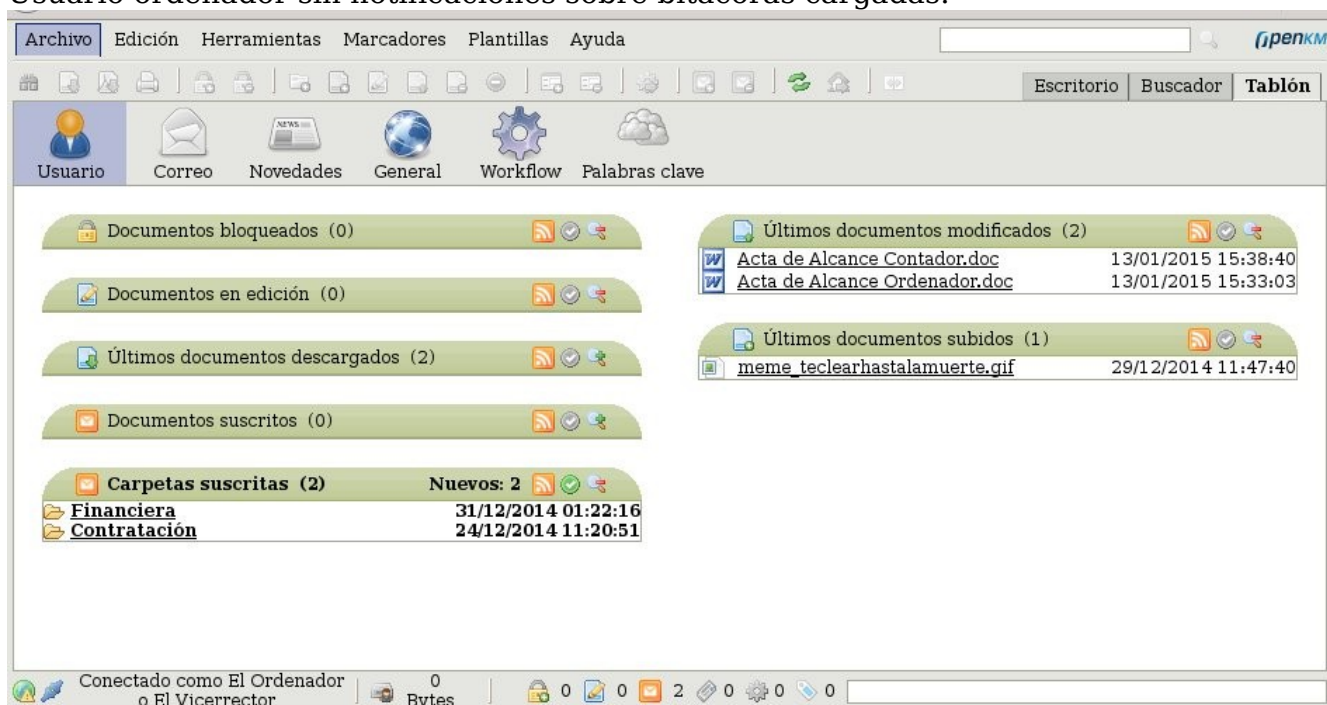 Usuario ordenador sin notificaciones sobre bitácoras cargadas:
Archivo Edición Herramientas Marcadores Plantillas Ayuda
OpenKM
Escritorio Buscador Tablón
NEWS
Usuario Correo Novedades General Workflow Palabras clave
Documentos bloqueados (0)
Documentos en edición (0)
Últimos documentos descargados (2)
Documentos suscritos (0)
Carpetas suscritas (2) Nuevos: 2
Financiera 31/12/2014 01:22:16
Contratación 24/12/2014 11:20:51
Últimos documentos modificados (2)
Acta de Alcance Contador.doc 13/01/2015 15:38:40
Acta de Alcance Ordenador.doc 13/01/2015 15:33:03
Últimos documentos subidos (1)
meme_teclearhastalamuerte.gif 29/12/2014 11:47:40
Conectado como El Ordenador
o El Vicerrector
0
Bytes
0 0 2 0 0 0